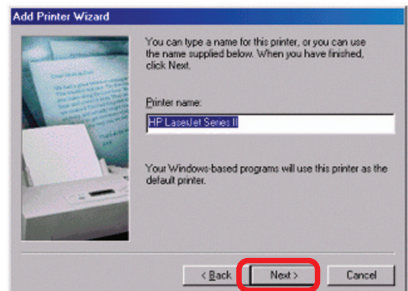 Add Printer Wizard
You can type a name for this printer, or you can use
the name supplied below. When you have finished,
click Next.
Printer name:
HP LaserJet Series II
Your Windows-based programs will use this printer as the
default printer.
< Back
Next >
Cancel